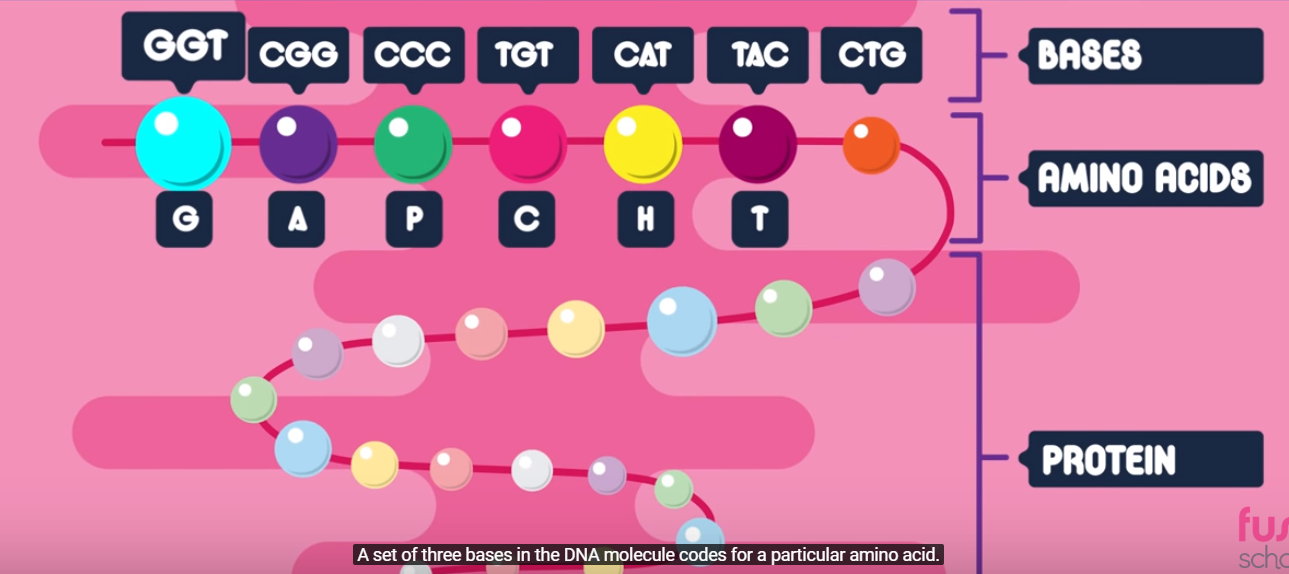 GGT CGG CCC TGT CAT TAC CTG
BASES
AMINO ACIDS
G A P C H T
PROTEIN
A set of three bases in the DNA molecule codes for a particular amino acid.